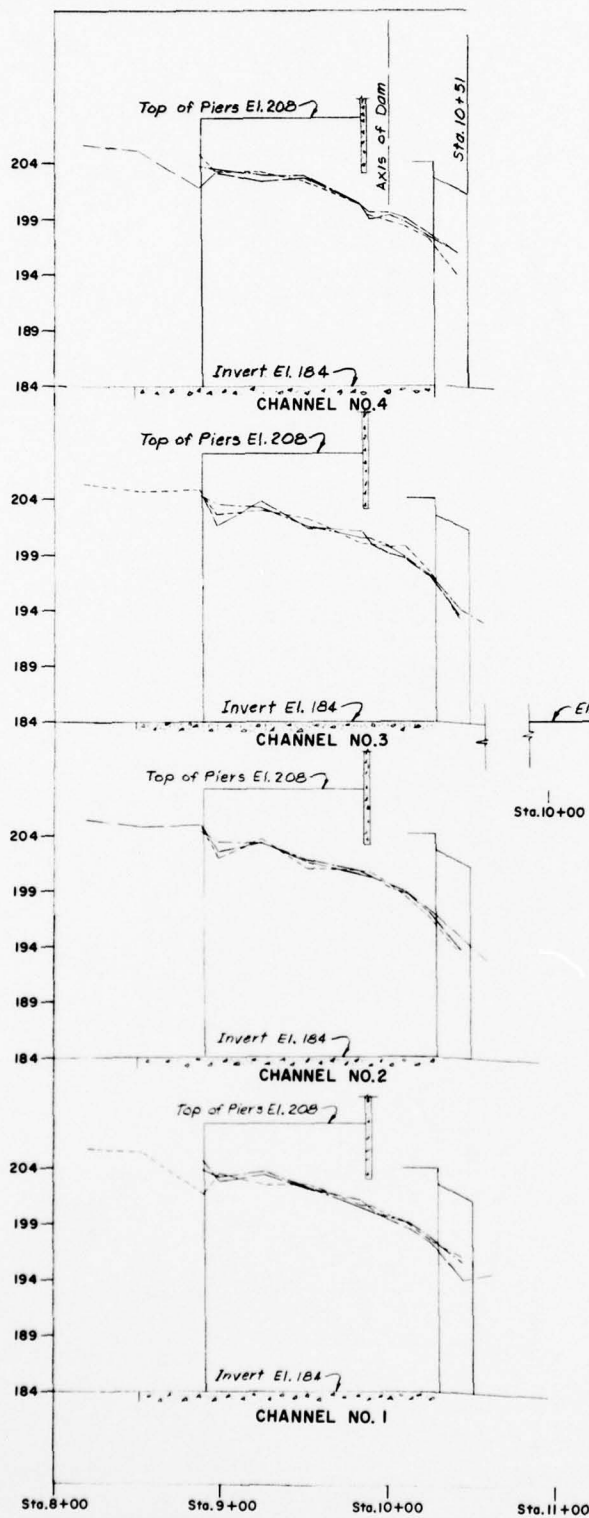 Top of Piers El. 208
Axis of Dam
Sta. 10+51
204
199
194
189
184
Invert El. 184
CHANNEL NO. 4
Top of Piers El. 208
204
199
194
189
184
Invert El. 184
El
CHANNEL NO. 3
Top of Piers El. 208
Sta. 10+00
204
199
194
189
184
Invert El. 184
CHANNEL NO. 2
Top of Piers El. 208
204
199
194
189
184
Invert El. 184
CHANNEL NO. 1
Sta. 8+00
Sta. 9+00
Sta. 10+00
Sta. 11+00